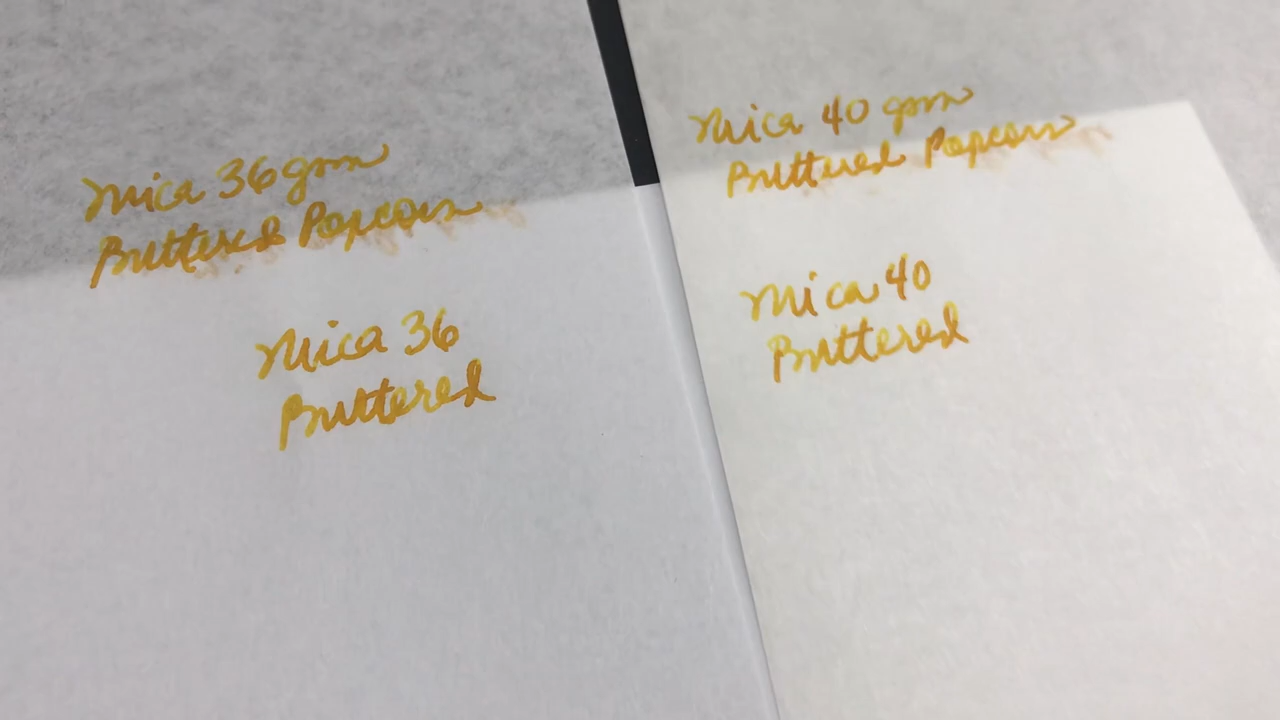 Mica 36 gsm
Buttered Popcorn
Mica 36
Buttered
Mica 40 gsm
Buttered Popcorn
Mica 40
Buttered